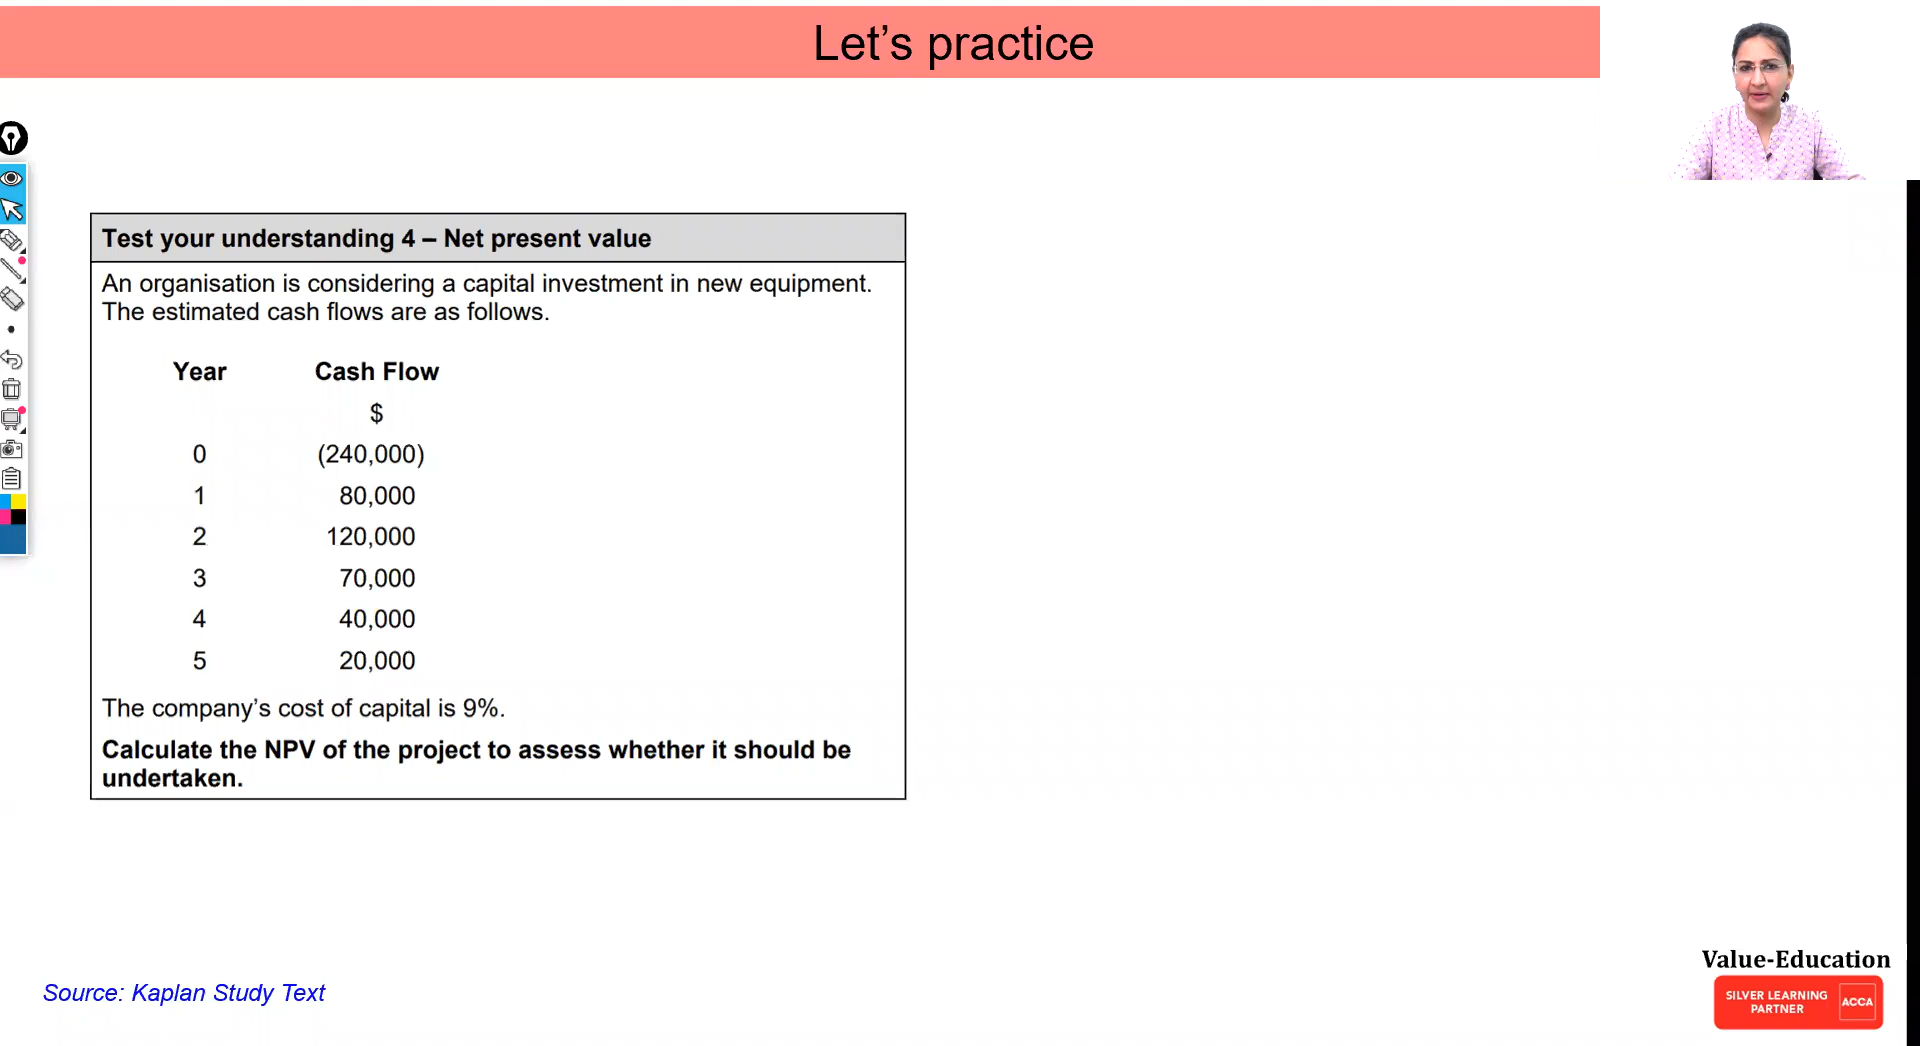 Let’s practice
Test your understanding 4 – Net present value
An organisation is considering a capital investment in new equipment.
The estimated cash flows are as follows.
Year Cash Flow
$
0 (240,000)
1 80,000
2 120,000
3 70,000
4 40,000
5 20,000
The company’s cost of capital is 9%.
Calculate the NPV of the project to assess whether it should be
undertaken.
Source: Kaplan Study Text
Value-Education
SILVER LEARNING
PARTNER
ACCA